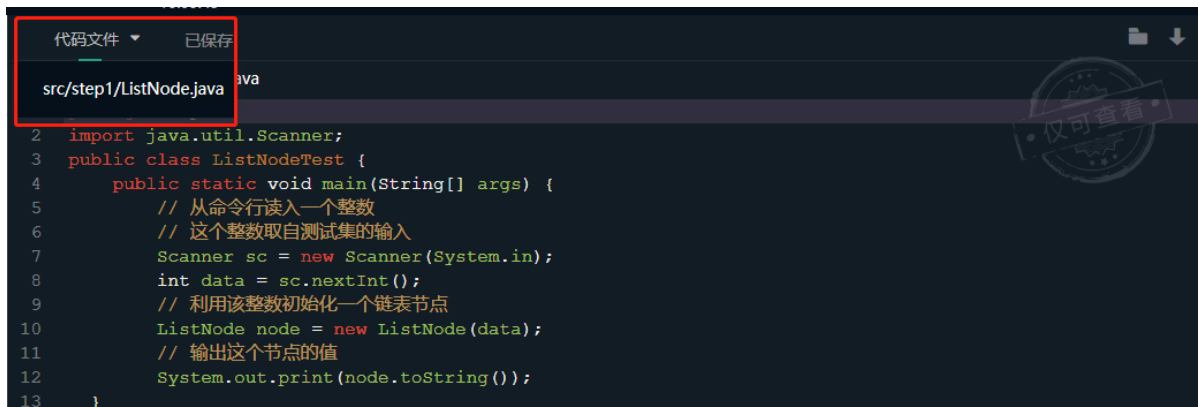 代码文件 ▼ 已保存
src/step1/ListNode.java ava
仅可查看
2 import java.util.Scanner;
3 public class ListNodeTest {
4 public static void main(String[] args) {
5 // 从命令行读入一个整数
6 // 这个整数取自测试集的输入
7 Scanner sc = new Scanner(System.in);
8 int data = sc.nextInt();
9 // 利用该整数初始化一个链表节点
10 ListNode node = new ListNode(data);
11 // 输出这个节点的值
12 System.out.print(node.toString());
13 }